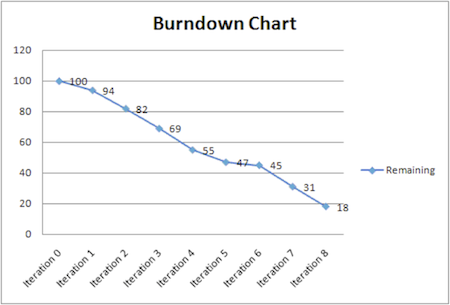 Burndown Chart
120
100
80
60
40
20
0
100
94
82
69
55
47
45
31
18
Remaining
Iteration 0
Iteration 1
Iteration 2
Iteration 3
Iteration 4
Iteration 5
Iteration 6
Iteration 7
Iteration 8